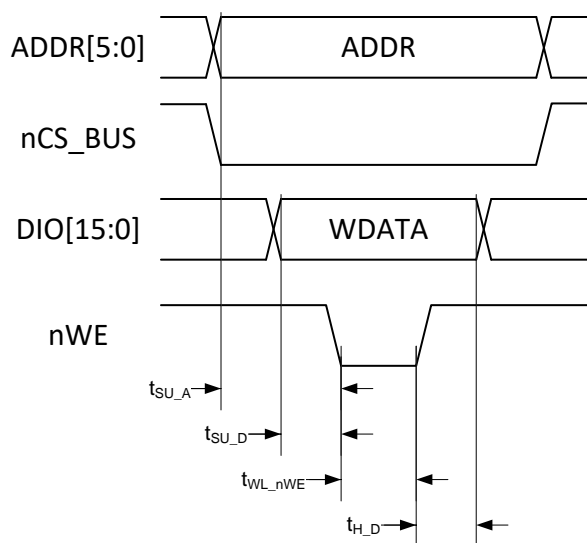 ADDR[5:0]
ADDR
nCS_BUS
DIO[15:0]
WDATA
nWE
tSU_A
tSU_D
tWL_nWE
tH_D